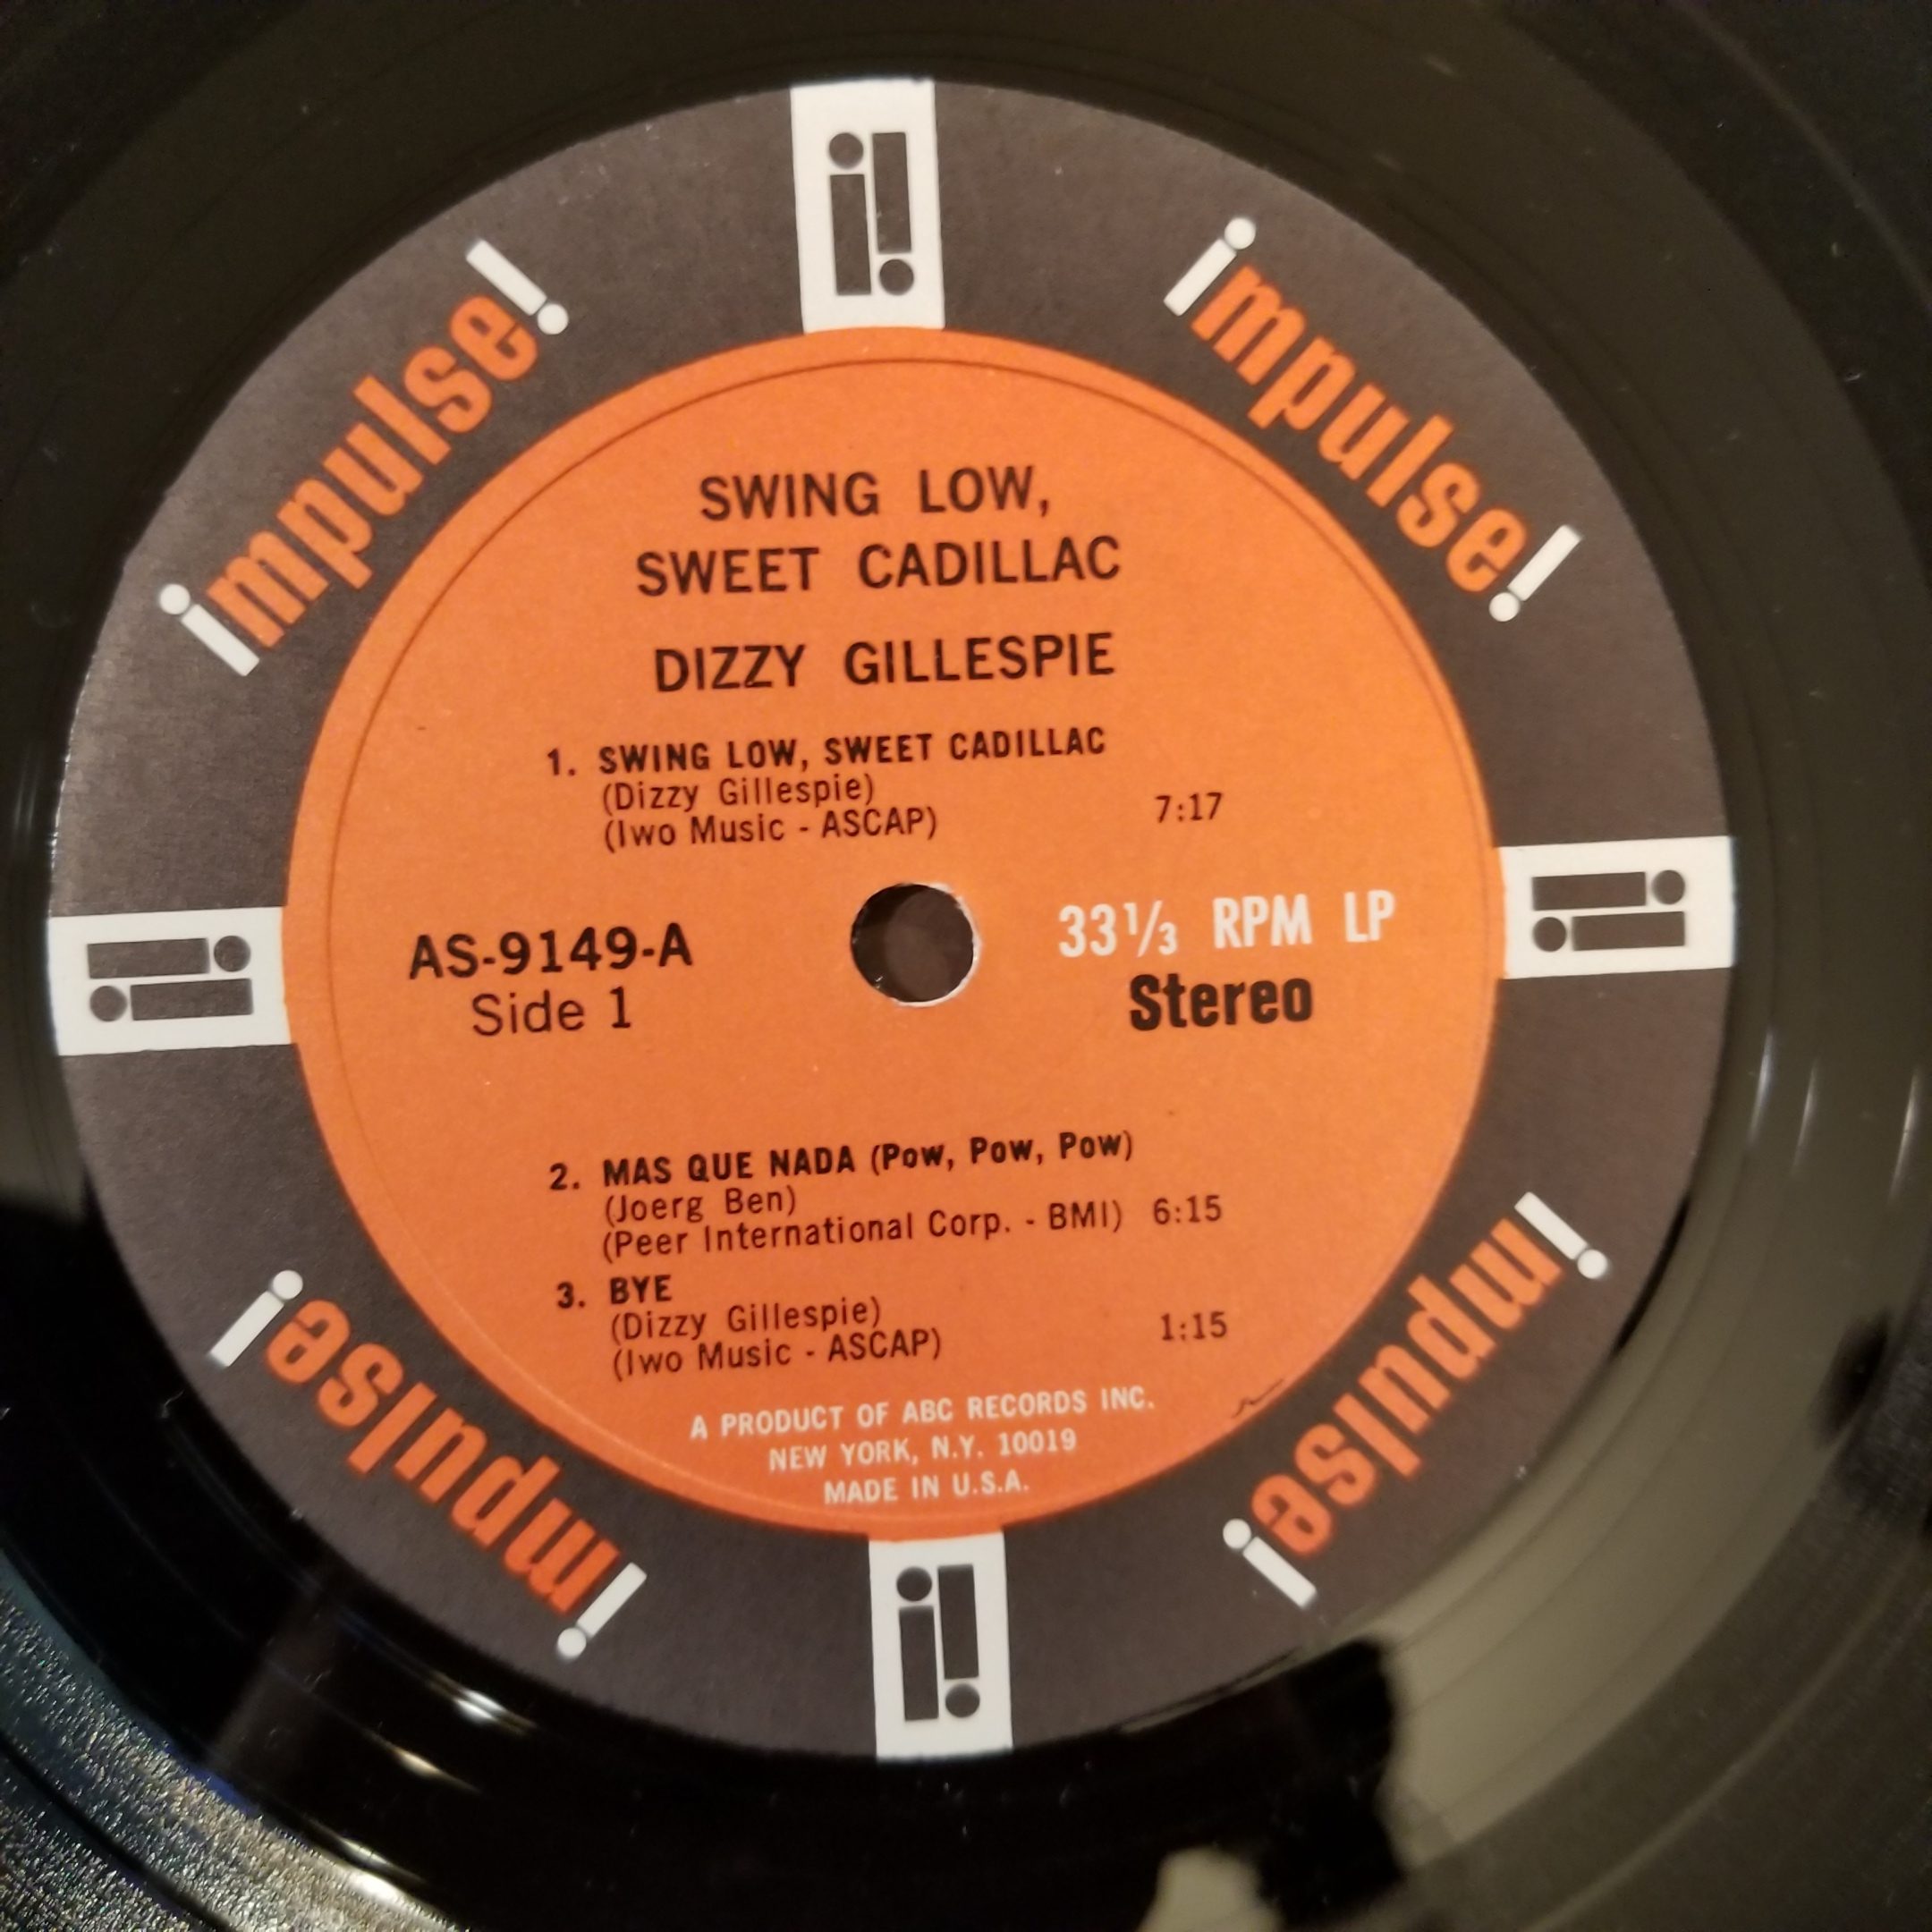 impulse!
impulse!
SWING LOW,
SWEET CADILLAC
DIZZY GILLESPIE
1. SWING LOW, SWEET CADILLAC
(Dizzy Gillespie)
(Iwo Music - ASCAP) 7:17
AS-9149-A
Side 1
33⅓ RPM LP
Stereo
2. MAS QUE NADA (Pow, Pow, Pow)
(Joerg Ben)
(Peer International Corp. - BMI) 6:15
3. BYE
(Dizzy Gillespie)
(Iwo Music - ASCAP) 1:15
A PRODUCT OF ABC RECORDS INC.
NEW YORK, N.Y. 10019
MADE IN U.S.A.
impulse!
impulse!